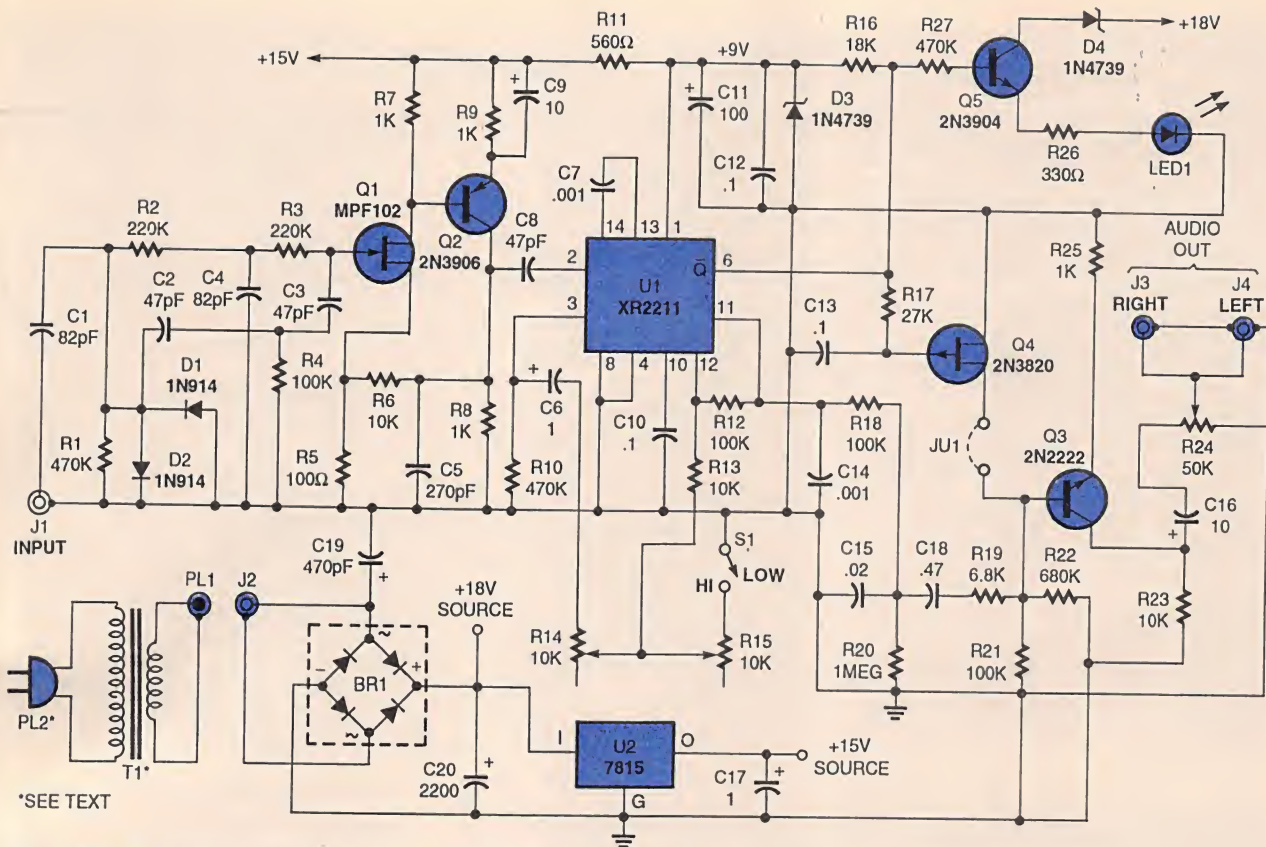 +15V
R11
560Ω
+9V
R16
18K
R27
470K
D4
1N4739
+18V
Q5
2N3904
R7
1K
R9
1K
C9
10
+
C11
100
+
D3
1N4739
R26
330Ω
LED1
C7
.001
C12
.1
Q1
MPF102
Q2
2N3906
R2
220K
R3
220K
C8
47pF
14
13
1
2
3
Q̅
6
11
U1
XR2211
8
4
10
12
R25
1K
AUDIO
OUT
J3
RIGHT
J4
LEFT
C1
82pF
C2
47pF
C4
82pF
C3
47pF
R17
27K
C13
.1
Q4
2N3820
D1
1N914
R4
100K
R6
10K
R8
1K
+
C6
1
C10
.1
R12
100K
R18
100K
JU1
R24
50K
Q3
2N2222
R1
470K
D2
1N914
R5
100Ω
C5
270pF
R10
470K
R13
10K
C14
.001
C16
10
+
J1
INPUT
C19
470pF
+
S1
LOW
HI
C15
.02
C18
.47
R19
6.8K
R22
680K
R23
10K
PL1
J2
+18V
SOURCE
R14
10K
R15
10K
R20
1MEG
R21
100K
PL2*
T1*
~
−
BR1
+
~
I
U2
7815
O
G
+15V
SOURCE
C20
2200
+
C17
1
+
*SEE TEXT